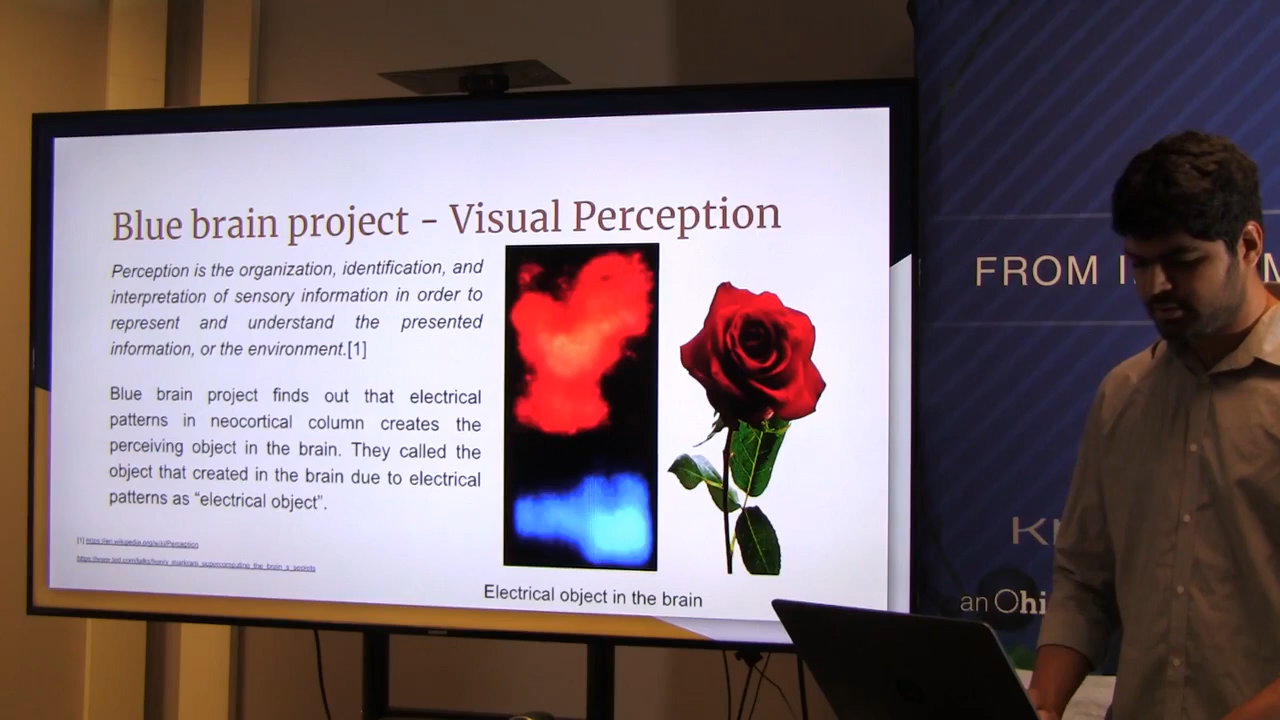 Blue brain project - Visual Perception
Perception is the organization, identification, and
interpretation of sensory information in order to
represent and understand the presented
information, or the environment.[1]
Blue brain project finds out that electrical
patterns in neocortical column creates the
perceiving object in the brain. They called the
object that created in the brain due to electrical
patterns as “electrical object”.
[1] https://en.wikipedia.org/wiki/Perception
https://www.ted.com/talks/henry_markram_supercomputing_the_brain_s_secrets
Electrical object in the brain
FROM
an Ohi